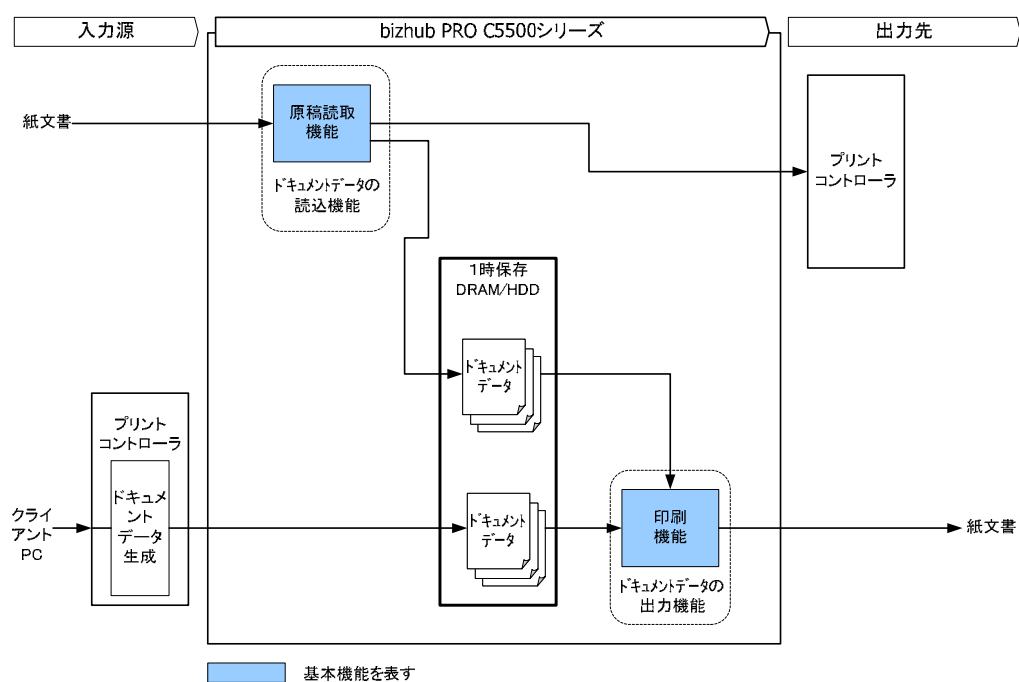 入力源
bizhub PRO C5500シリーズ
出力先
紙文書
原稿読取
機能
ドキュメントデータの
読込機能
プリント
コントローラ
1時保存
DRAM/HDD
ドキュメント
データ
プリント
コントローラ
ドキュメ
ント
データ
生成
クライ
アント
PC
ドキュメント
データ
印刷
機能
ドキュメントデータの
出力機能
紙文書
基本機能を表す